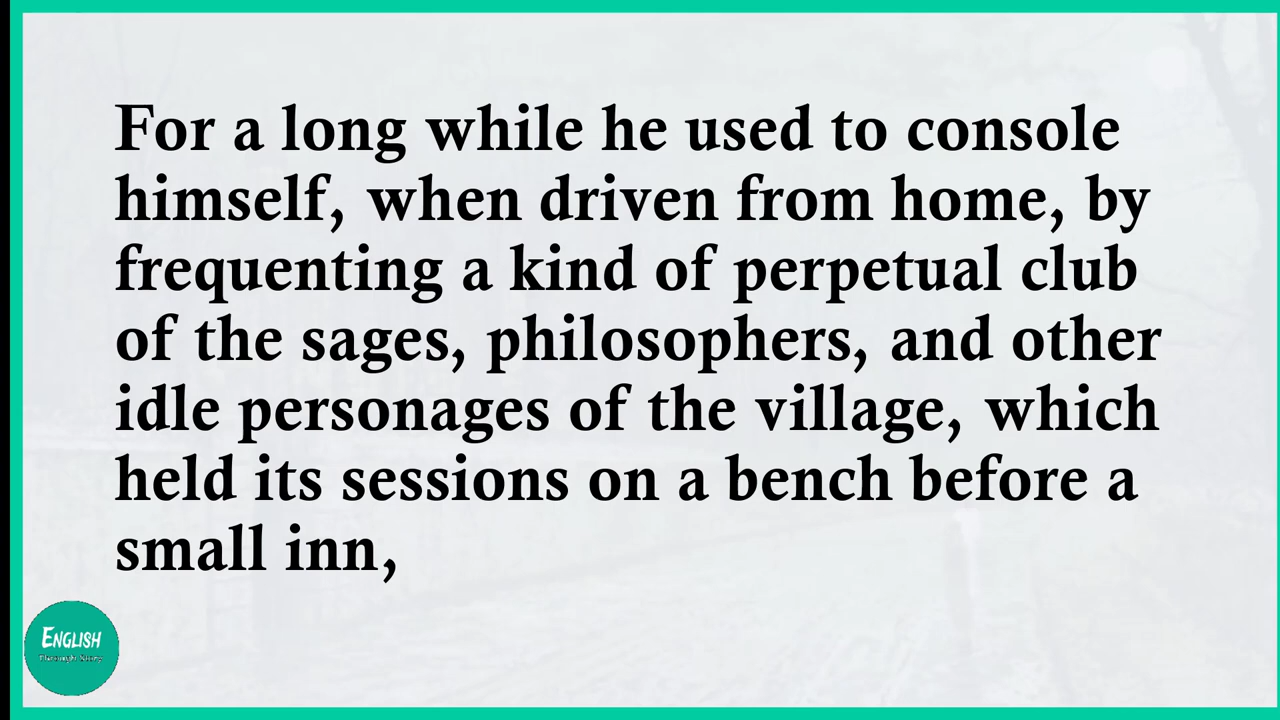 For a long while he used to console
himself, when driven from home, by
frequenting a kind of perpetual club
of the sages, philosophers, and other
idle personages of the village, which
held its sessions on a bench before a
small inn,
ENGLISH
Through Story